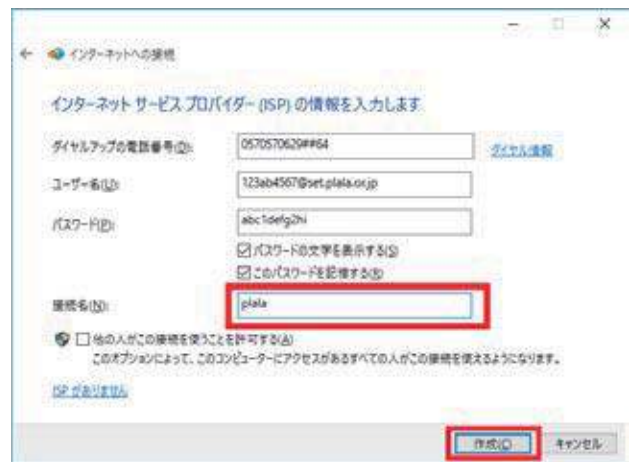 インターネットへの接続
インターネット サービス プロバイダー (ISP) の情報を入力します
ダイヤルアップの電話番号(D):
0570570629##64
ダイヤル情報
ユーザー名(U):
123ab4567@set.plala.or.jp
パスワード(P):
abc1defg2hi
パスワードの文字を表示する(S)
このパスワードを記憶する(R)
接続名(N):
plala
他の人がこの接続を使うことを許可する(A)
このオプションによって、このコンピューターにアクセスがあるすべての人がこの接続を使えるようになります。
ISP がありません
作成(C)
キャンセル